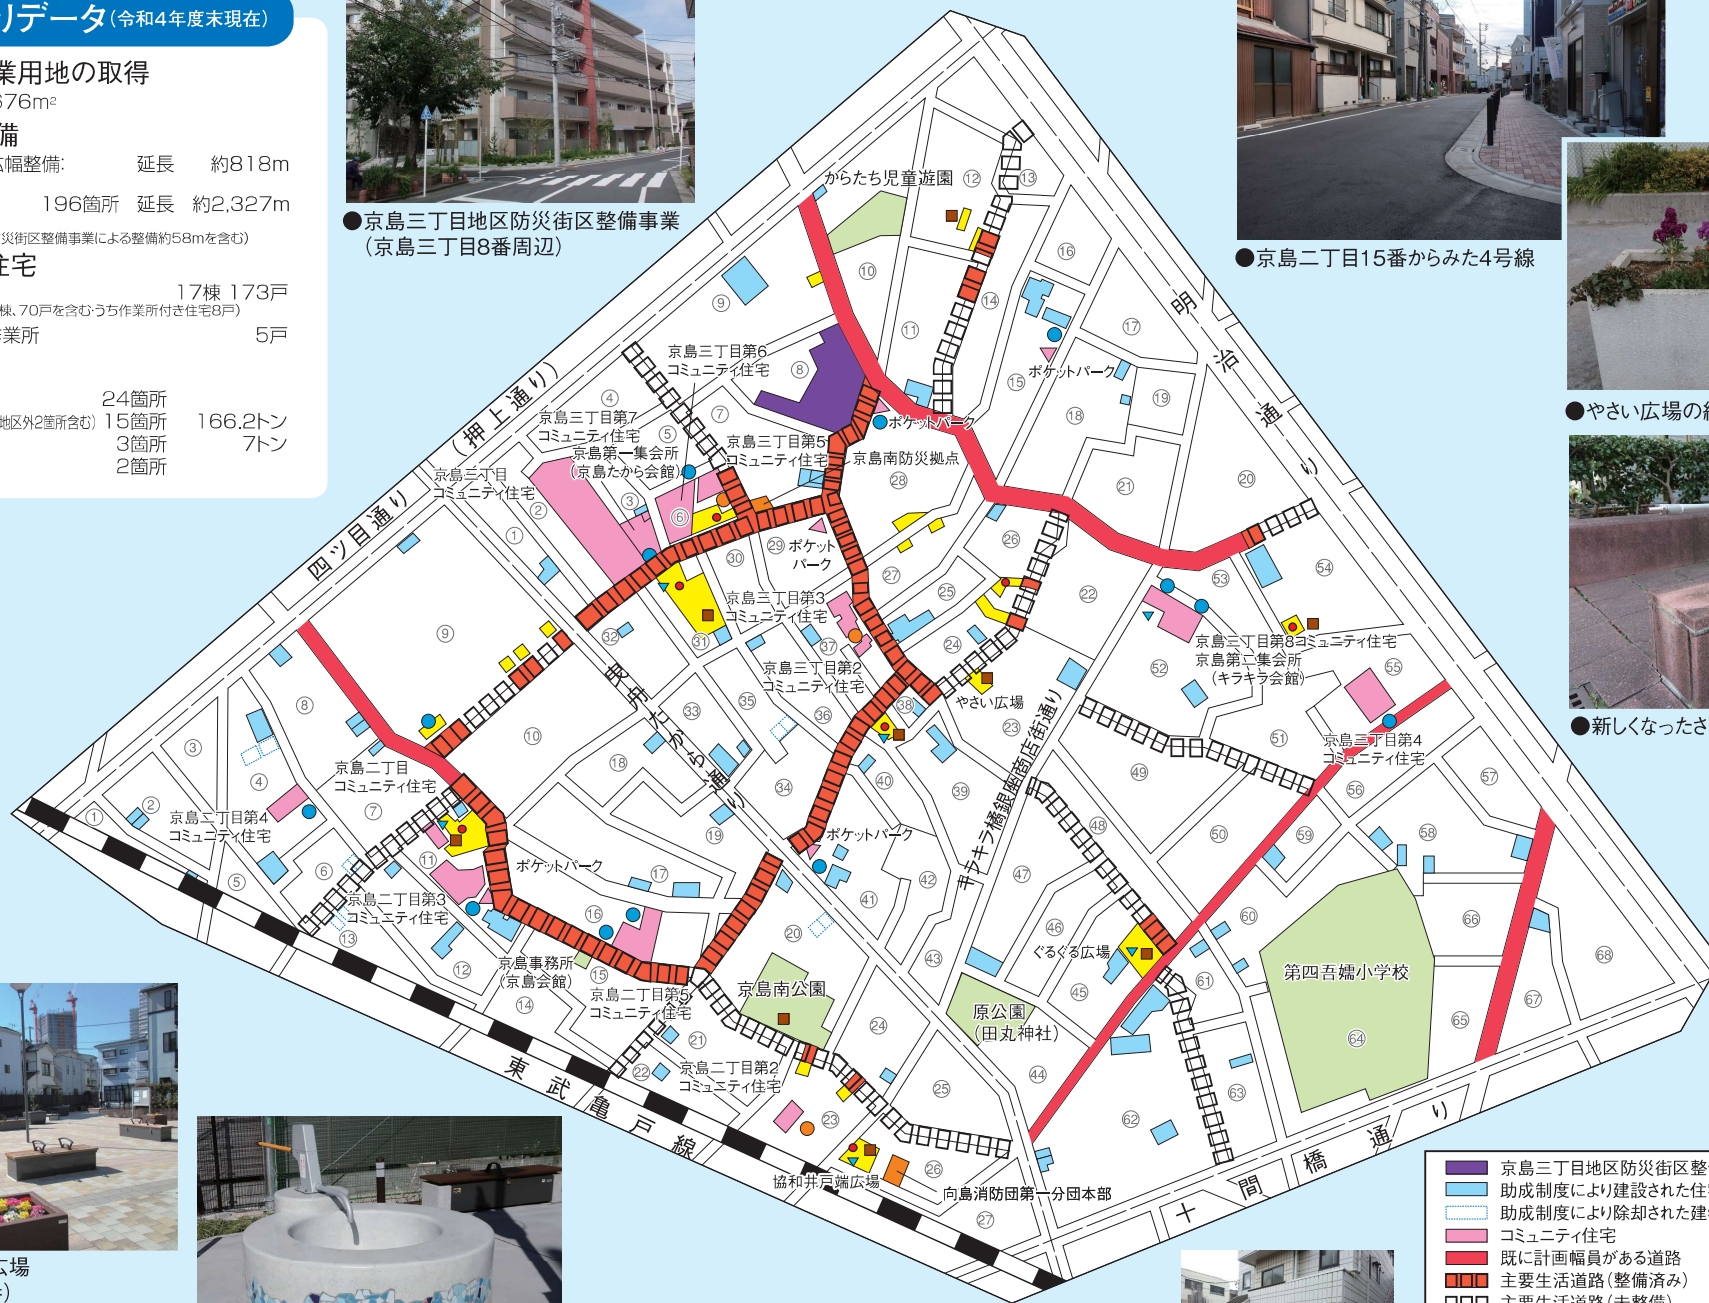 リデータ(令和4年度末現在)
業用地の取得
676m²
備
広幅整備: 延長 約818m
196箇所 延長 約2,327m
災街区整備事業による整備約58mを含む)
住宅
17棟 173戸
棟、70戸を含む・うち作業所付き住宅8戸)
作業所 5戸
24箇所
地区外2箇所含む) 15箇所 166.2トン
3箇所 7トン
2箇所
●京島三丁目地区防災街区整備事業
(京島三丁目8番周辺)
●京島二丁目15番からみた4号線
●やさい広場の
●新しくなったさ
広場
四ツ目通り
(押上通り)
明治通り
十間橋通り
東武亀戸線
キラキラ橘銀座商店街通り
からたち児童遊園
京島三丁目第6
コミュニティ住宅
京島三丁目第7
コミュニティ住宅
京島第一集会所
(京島たから会館)
京島三丁目第5
コミュニティ住宅
京島三丁目
コミュニティ住宅
ポケットパーク
ポケットパーク
京島南防災拠点
ポケット
パーク
京島三丁目第3
コミュニティ住宅
京島三丁目第2
コミュニティ住宅
やさい広場
京島三丁目第8コミュニティ住宅
京島第二集会所
(キラキラ会館)
京島三丁目第4
コミュニティ住宅
京島二丁目
コミュニティ住宅
京島二丁目第4
コミュニティ住宅
ポケットパーク
ポケットパーク
京島二丁目第3
コミュニティ住宅
京島事務所
(京島会館)
京島二丁目第5
コミュニティ住宅
京島南公園
ぐるぐる広場
原公園
(田丸神社)
第四吾嬬小学校
京島二丁目第2
コミュニティ住宅
協和井戸端広場
向島消防団第一分団本部
京島三丁目地区防災街区整
助成制度により建設された住
助成制度により除却された建
コミュニティ住宅
既に計画幅員がある道路
主要生活道路(整備済み)
主要生活道路(未整備)